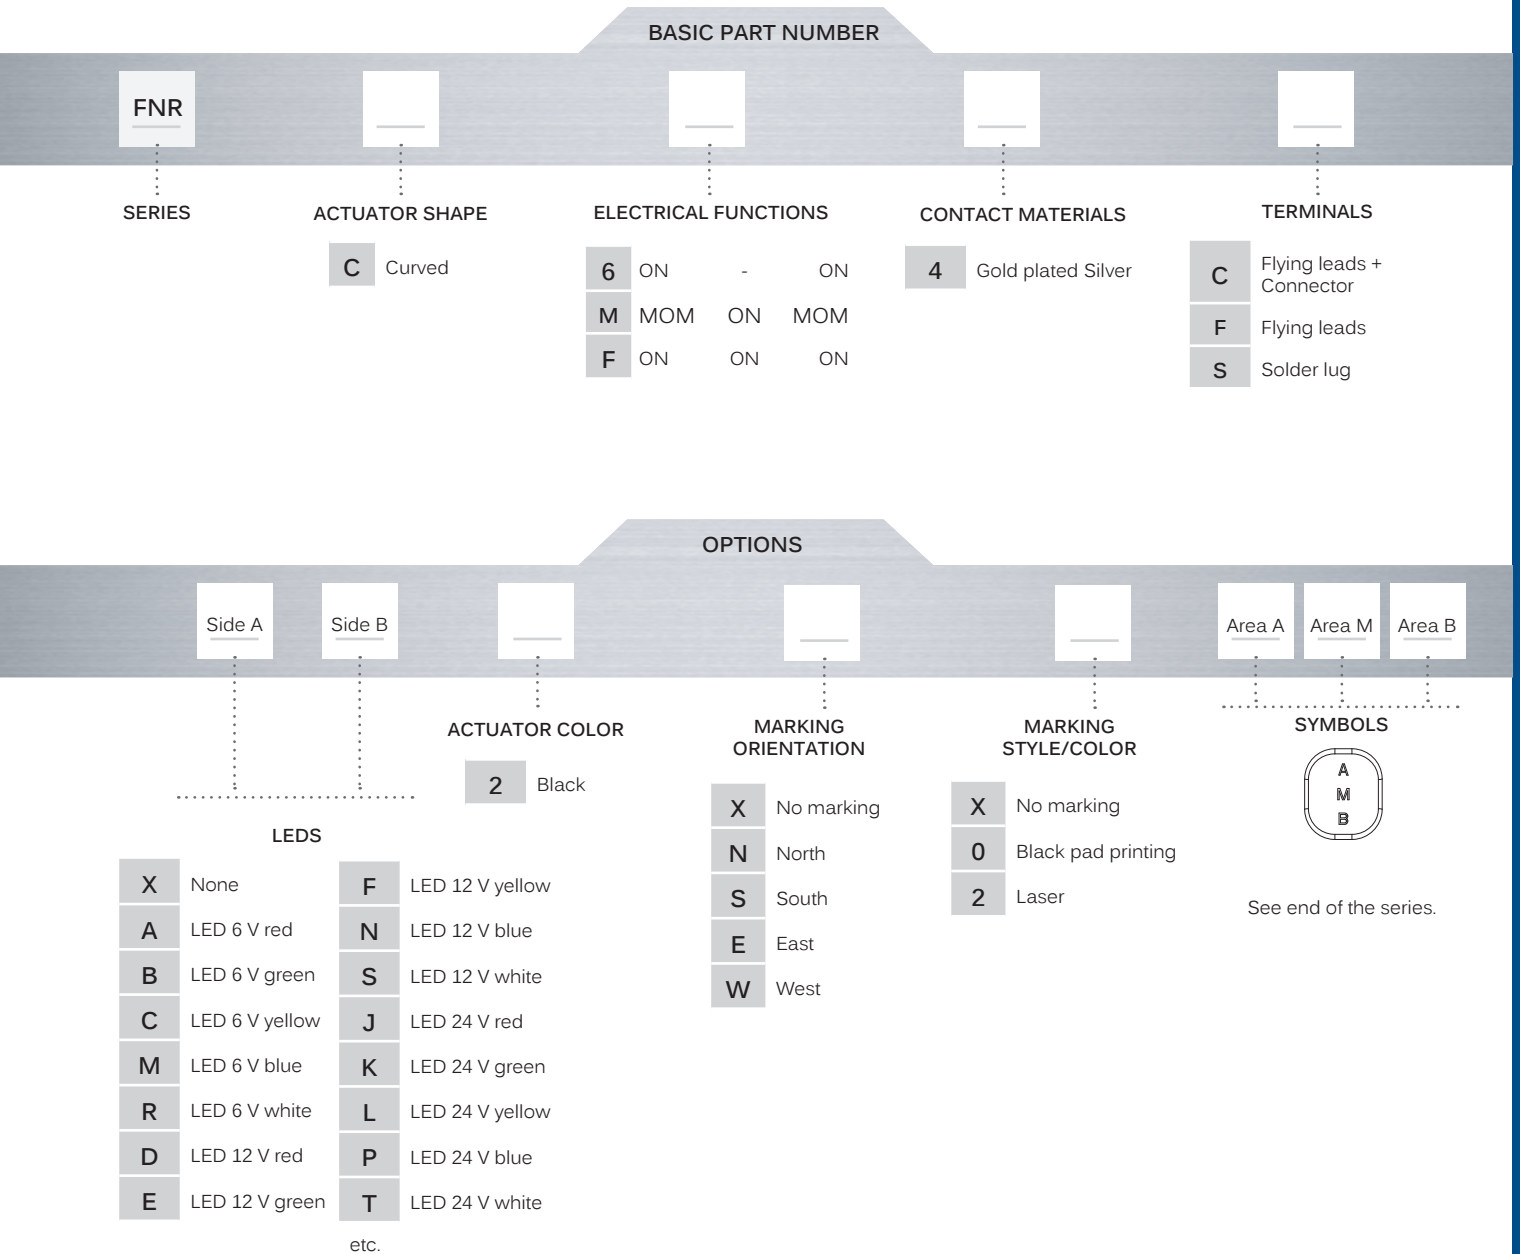 BASIC PART NUMBER
FNR
SERIES
ACTUATOR SHAPE
C Curved
ELECTRICAL FUNCTIONS
6 ON - ON
M MOM ON MOM
F ON ON ON
CONTACT MATERIALS
4 Gold plated Silver
TERMINALS
C Flying leads +
Connector
F Flying leads
S Solder lug
OPTIONS
Side A Side B
Area A Area M Area B
LEDS
X None
A LED 6 V red
B LED 6 V green
C LED 6 V yellow
M LED 6 V blue
R LED 6 V white
D LED 12 V red
E LED 12 V green
F LED 12 V yellow
N LED 12 V blue
S LED 12 V white
J LED 24 V red
K LED 24 V green
L LED 24 V yellow
P LED 24 V blue
T LED 24 V white
etc.
ACTUATOR COLOR
2 Black
MARKING
ORIENTATION
X No marking
N North
S South
E East
W West
MARKING
STYLE/COLOR
X No marking
0 Black pad printing
2 Laser
SYMBOLS
A
M
B
See end of the series.